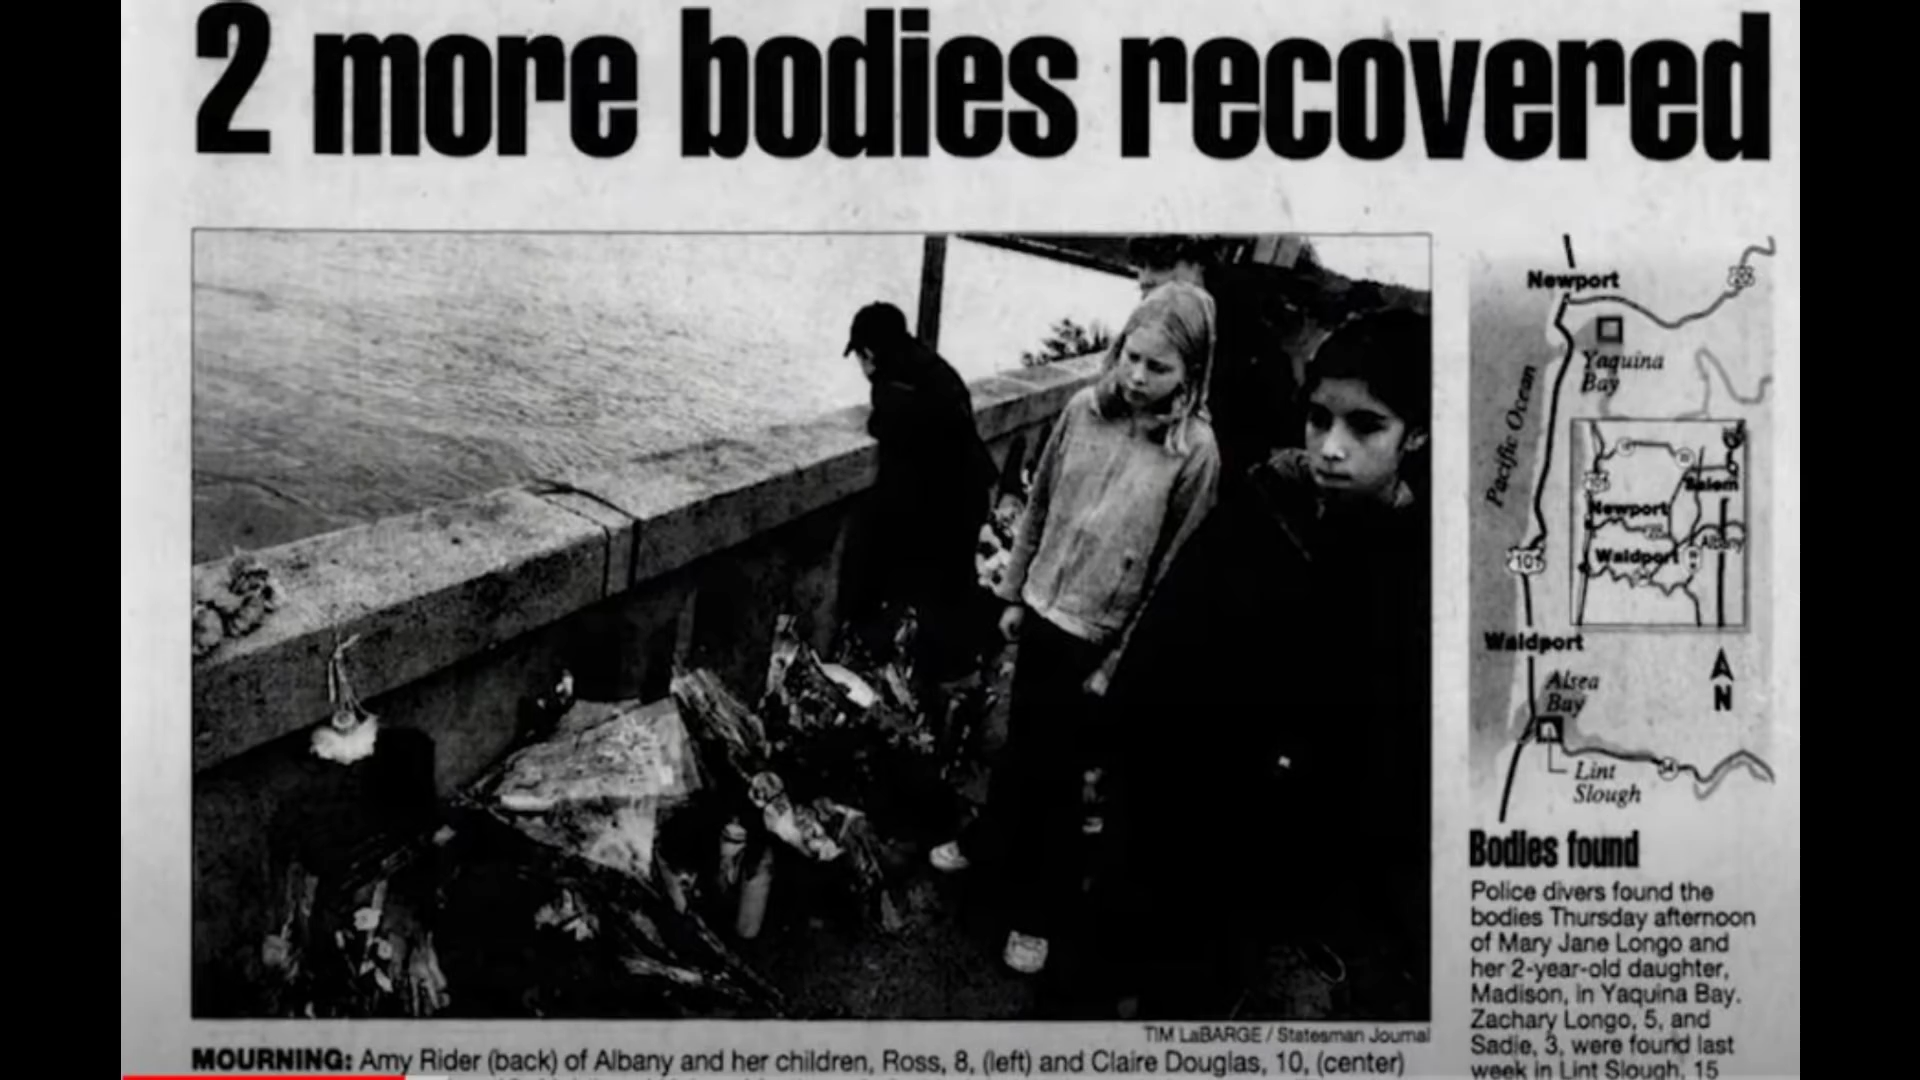 2 more bodies recovered
Newport
20
Yaquina
Bay
Pacific Ocean
Salem
Newport
Albany
Waldport
101
Waldport
Alsea
Bay
N
34
Lint
Slough
Bodies found
Police divers found the
bodies Thursday afternoon
of Mary Jane Longo and
her 2-year-old daughter,
Madison, in Yaquina Bay.
Zachary Longo, 5, and
Sadie, 3, were found last
week in Lint Slough, 15
TIM LaBARGE / Statesman Journal
MOURNING: Amy Rider (back) of Albany and her children, Ross, 8, (left) and Claire Douglas, 10, (center)